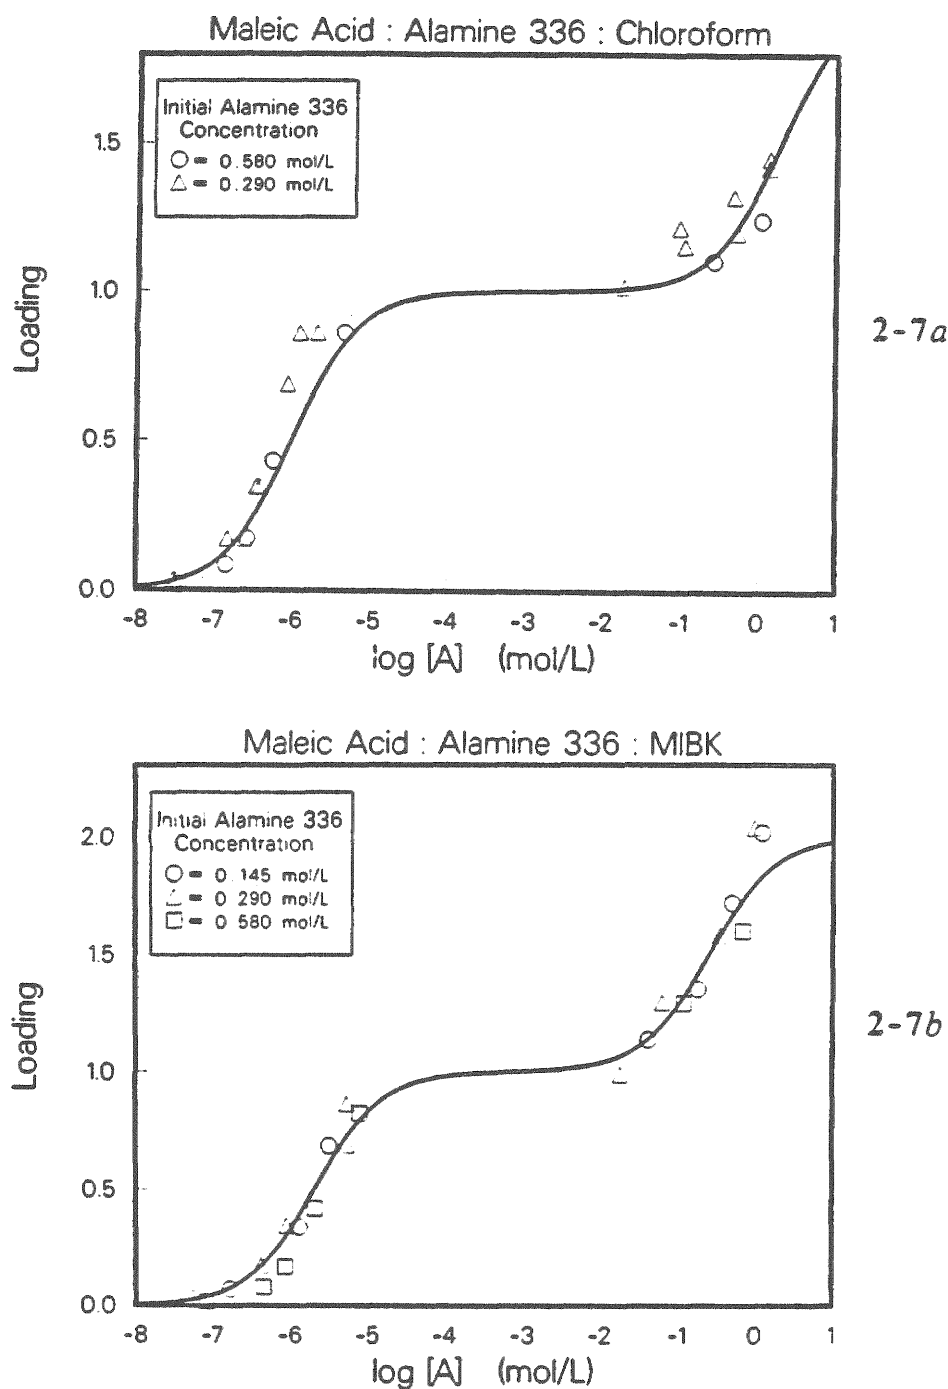 Maleic Acid : Alamine 336 : Chloroform
Initial Alamine 336
Concentration
○ = 0.580 mol/L
△ = 0.290 mol/L
1.5
1.0
0.5
0.0
Loading
2-7a
-8 -7 -6 -5 -4 -3 -2 -1 0 1
log [A] (mol/L)
Maleic Acid : Alamine 336 : MIBK
Initial Alamine 336
Concentration
○ = 0.145 mol/L
△ = 0.290 mol/L
□ = 0.580 mol/L
2.0
1.5
1.0
0.5
0.0
Loading
2-7b
-8 -7 -6 -5 -4 -3 -2 -1 0 1
log [A] (mol/L)